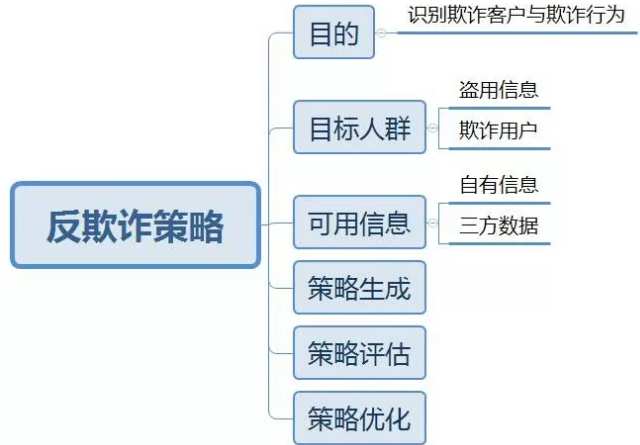 反欺诈策略
目的
识别欺诈客户与欺诈行为
目标人群
盗用信息
欺诈用户
可用信息
自有信息
三方数据
策略生成
策略评估
策略优化